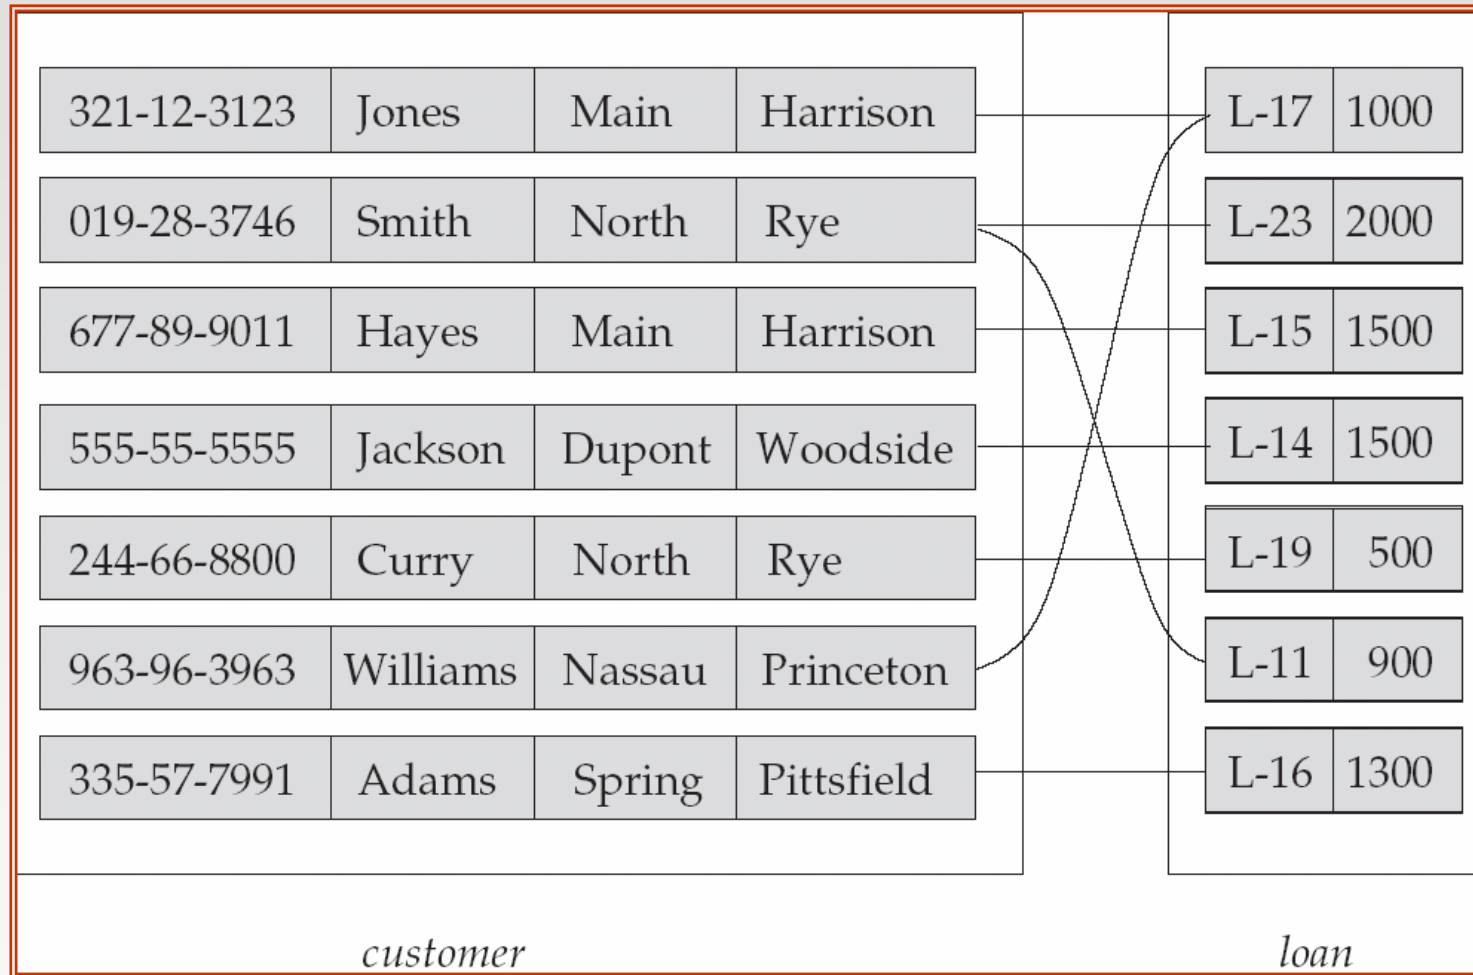 321-12-3123 Jones Main Harrison L-17 1000
019-28-3746 Smith North Rye L-23 2000
677-89-9011 Hayes Main Harrison L-15 1500
555-55-5555 Jackson Dupont Woodside L-14 1500
244-66-8800 Curry North Rye L-19 500
963-96-3963 Williams Nassau Princeton L-11 900
335-57-7991 Adams Spring Pittsfield L-16 1300
customer loan